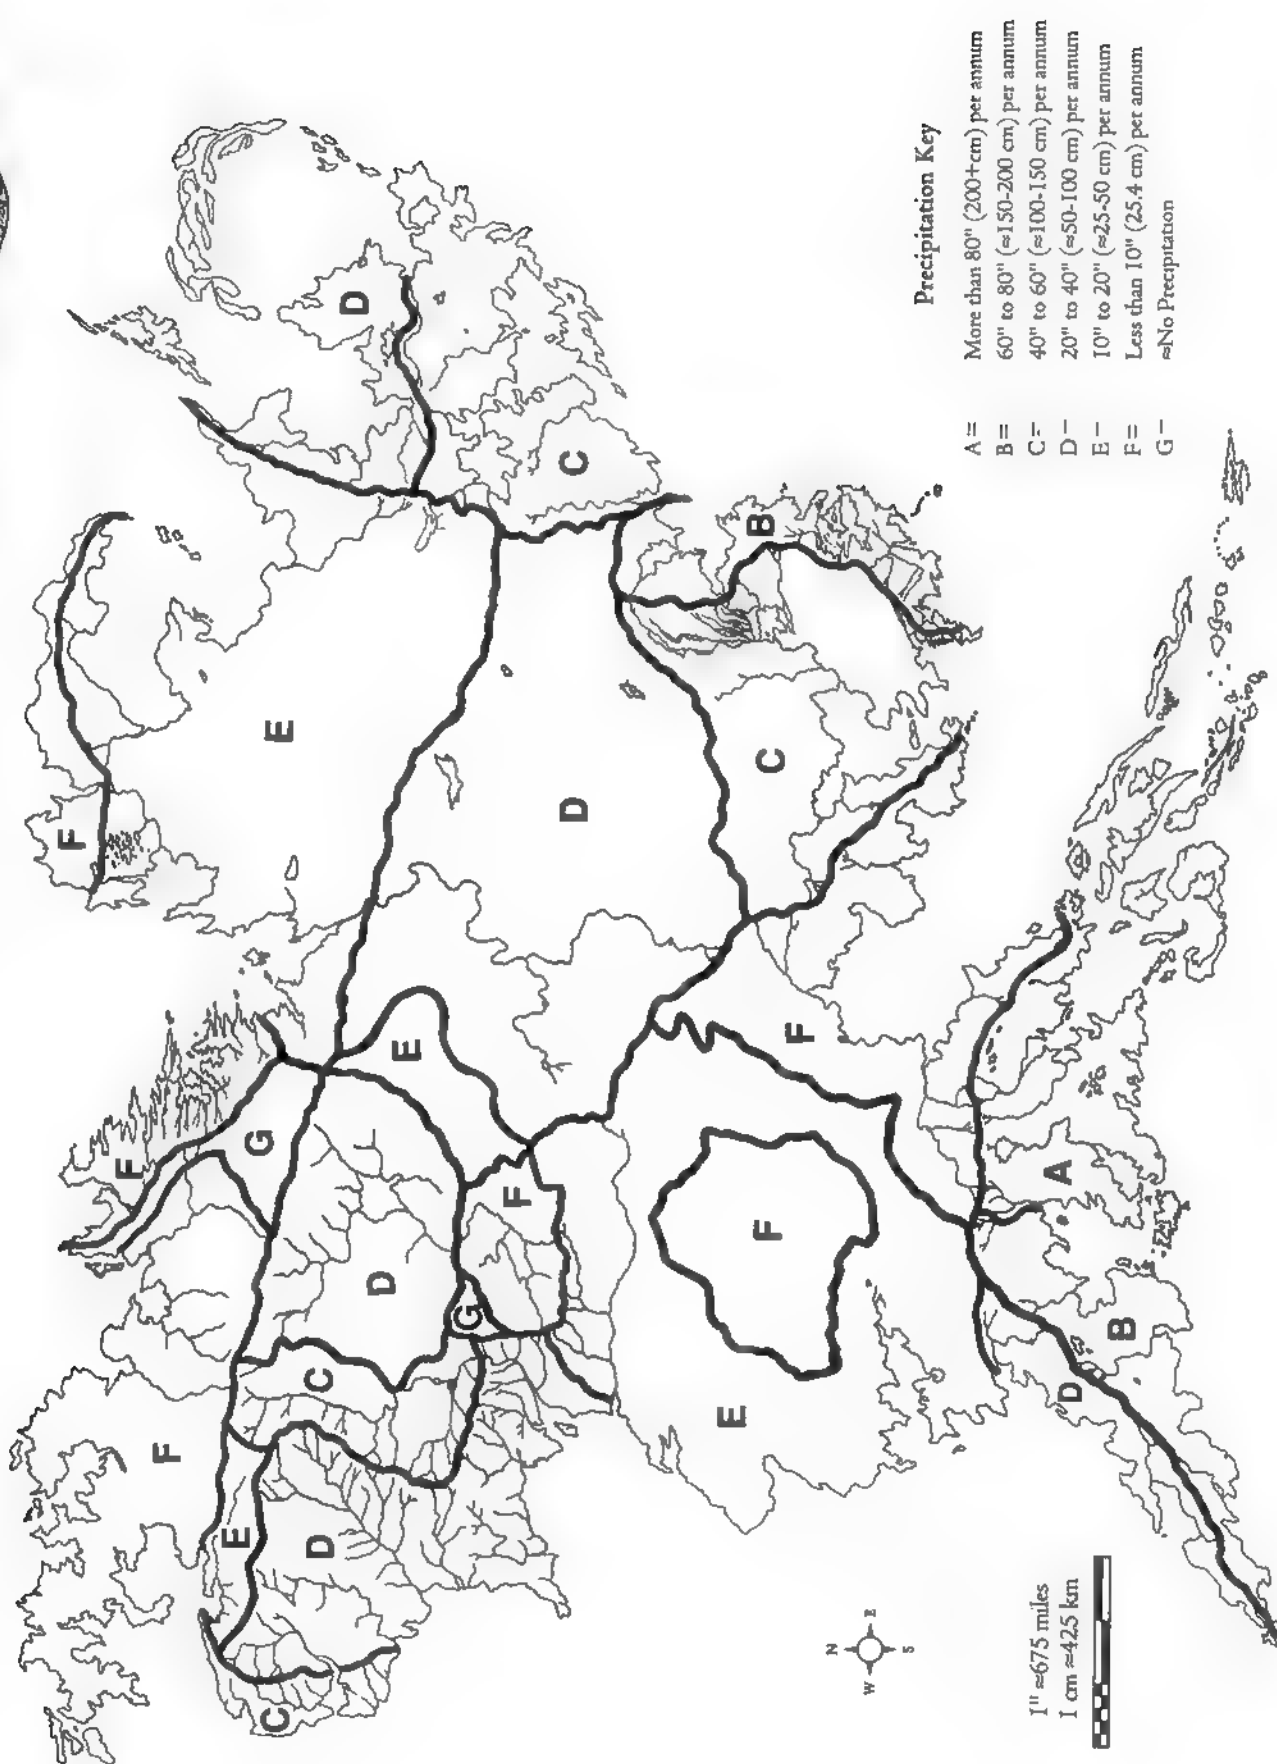 F
F
F
E
G
C
E
C
D
D
D
E
G
F
D
C
E
F
C
B
F
N
W
E
S
Precipitation Key
A = More than 80" (200+cm) per annum
B = 60" to 80" (≈150-200 cm) per annum
C = 40" to 60" (≈100-150 cm) per annum
D – 20" to 40" (≈50-100 cm) per annum
E – 10" to 20" (≈25-50 cm) per annum
F = Less than 10" (25.4 cm) per annum
G – ≈No Precipitation
1" ≈675 miles
1 cm ≈425 km
A
D
B